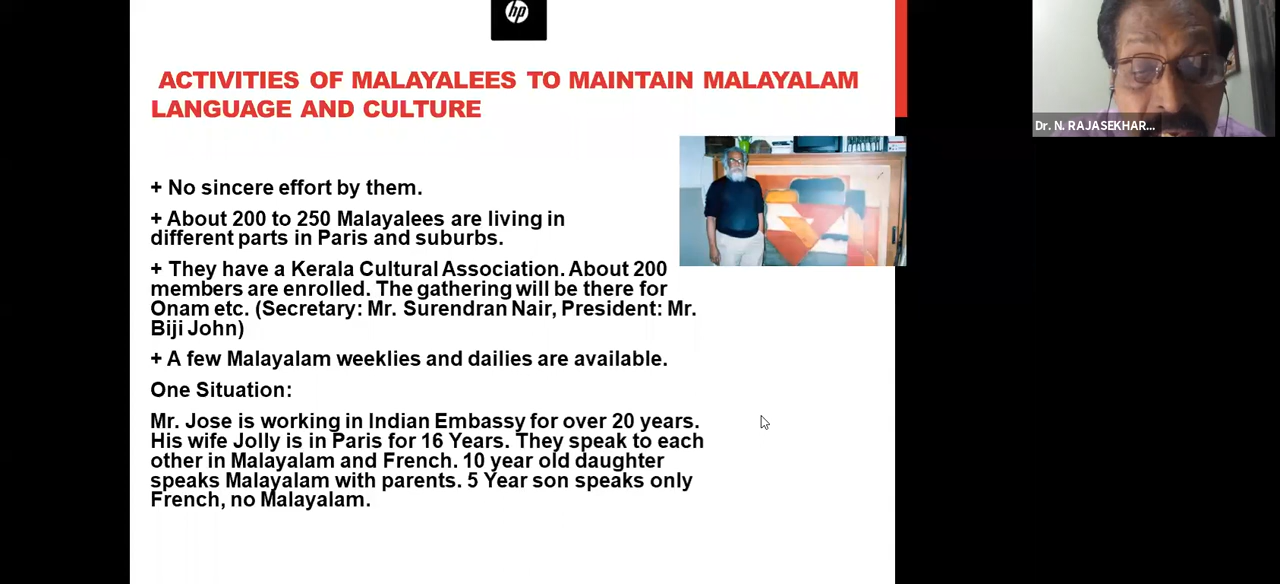 hp
ACTIVITIES OF MALAYALEES TO MAINTAIN MALAYALAM
LANGUAGE AND CULTURE
Dr. N. RAJASEKHAR...
+ No sincere effort by them.
+ About 200 to 250 Malayalees are living in
different parts in Paris and suburbs.
+ They have a Kerala Cultural Association. About 200
members are enrolled. The gathering will be there for
Onam etc. (Secretary: Mr. Surendran Nair, President: Mr.
Biji John)
+ A few Malayalam weeklies and dailies are available.
One Situation:
Mr. Jose is working in Indian Embassy for over 20 years.
His wife Jolly is in Paris for 16 Years. They speak to each
other in Malayalam and French. 10 year old daughter
speaks Malayalam with parents. 5 Year son speaks only
French, no Malayalam.